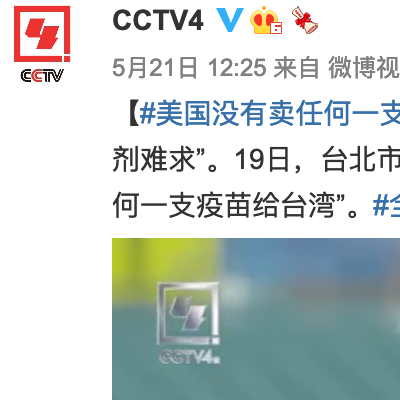 CCTV
CCTV4
5月21日 12:25 来自 微博视
【#美国没有卖任何一支
剂难求”。19日，台北市
何一支疫苗给台湾”。#全
CCTV4